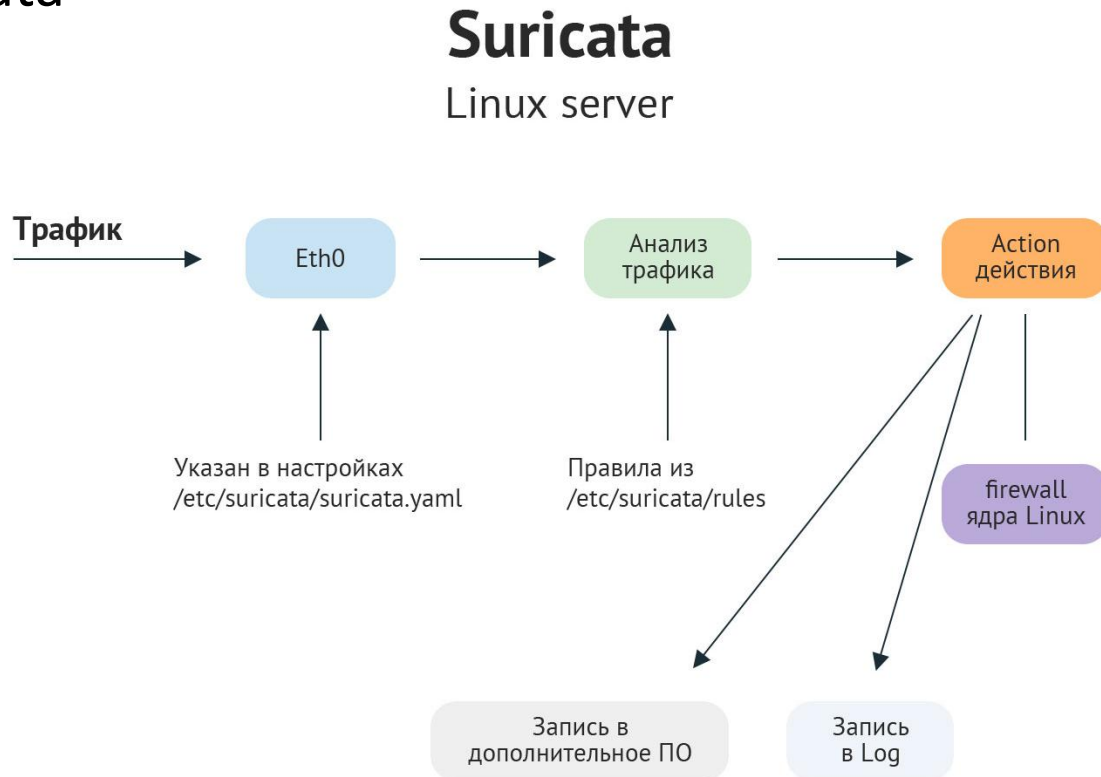 Suricata
Linux server
Трафик
Eth0
Анализ
трафика
Action
действия
Указан в настройках
/etc/suricata/suricata.yaml
Правила из
/etc/suricata/rules
firewall
ядра Linux
Запись в
дополнительное ПО
Запись
в Log